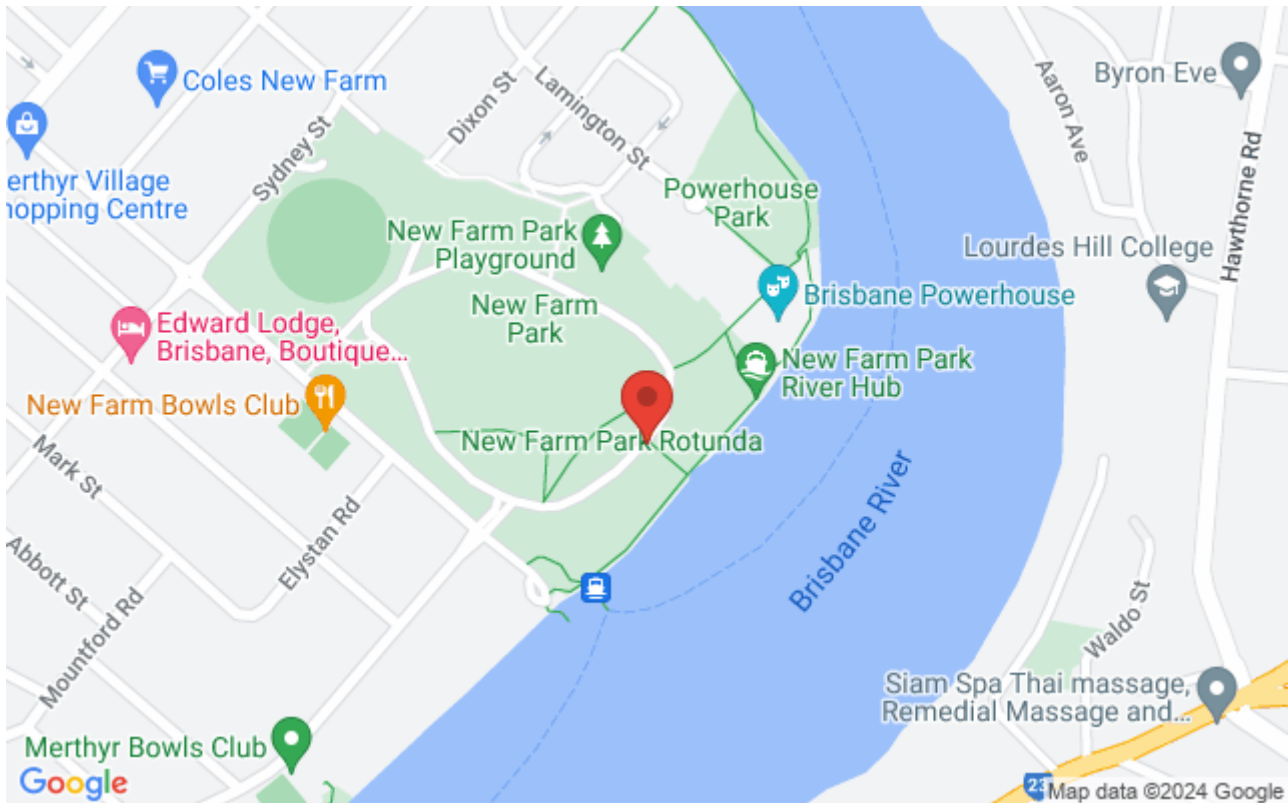 Coles New Farm
erthyr Village
hopping Centre
Sydney St
Dixon St
Lamington St
Powerhouse
Park
New Farm Park
Playground
New Farm
Park
Brisbane Powerhouse
New Farm Park
River Hub
Edward Lodge,
Brisbane, Boutique...
New Farm Bowls Club
New Farm Park Rotunda
Mark St
Abbott St
Mountford Rd
Elystan Rd
Merthyr Bowls Club
Brisbane River
Aaron Ave
Byron Eve
Hawthorne Rd
Lourdes Hill College
Waldo St
Siam Spa Thai massage,
Remedial Massage and...
23
Google
Map data ©2024 Google